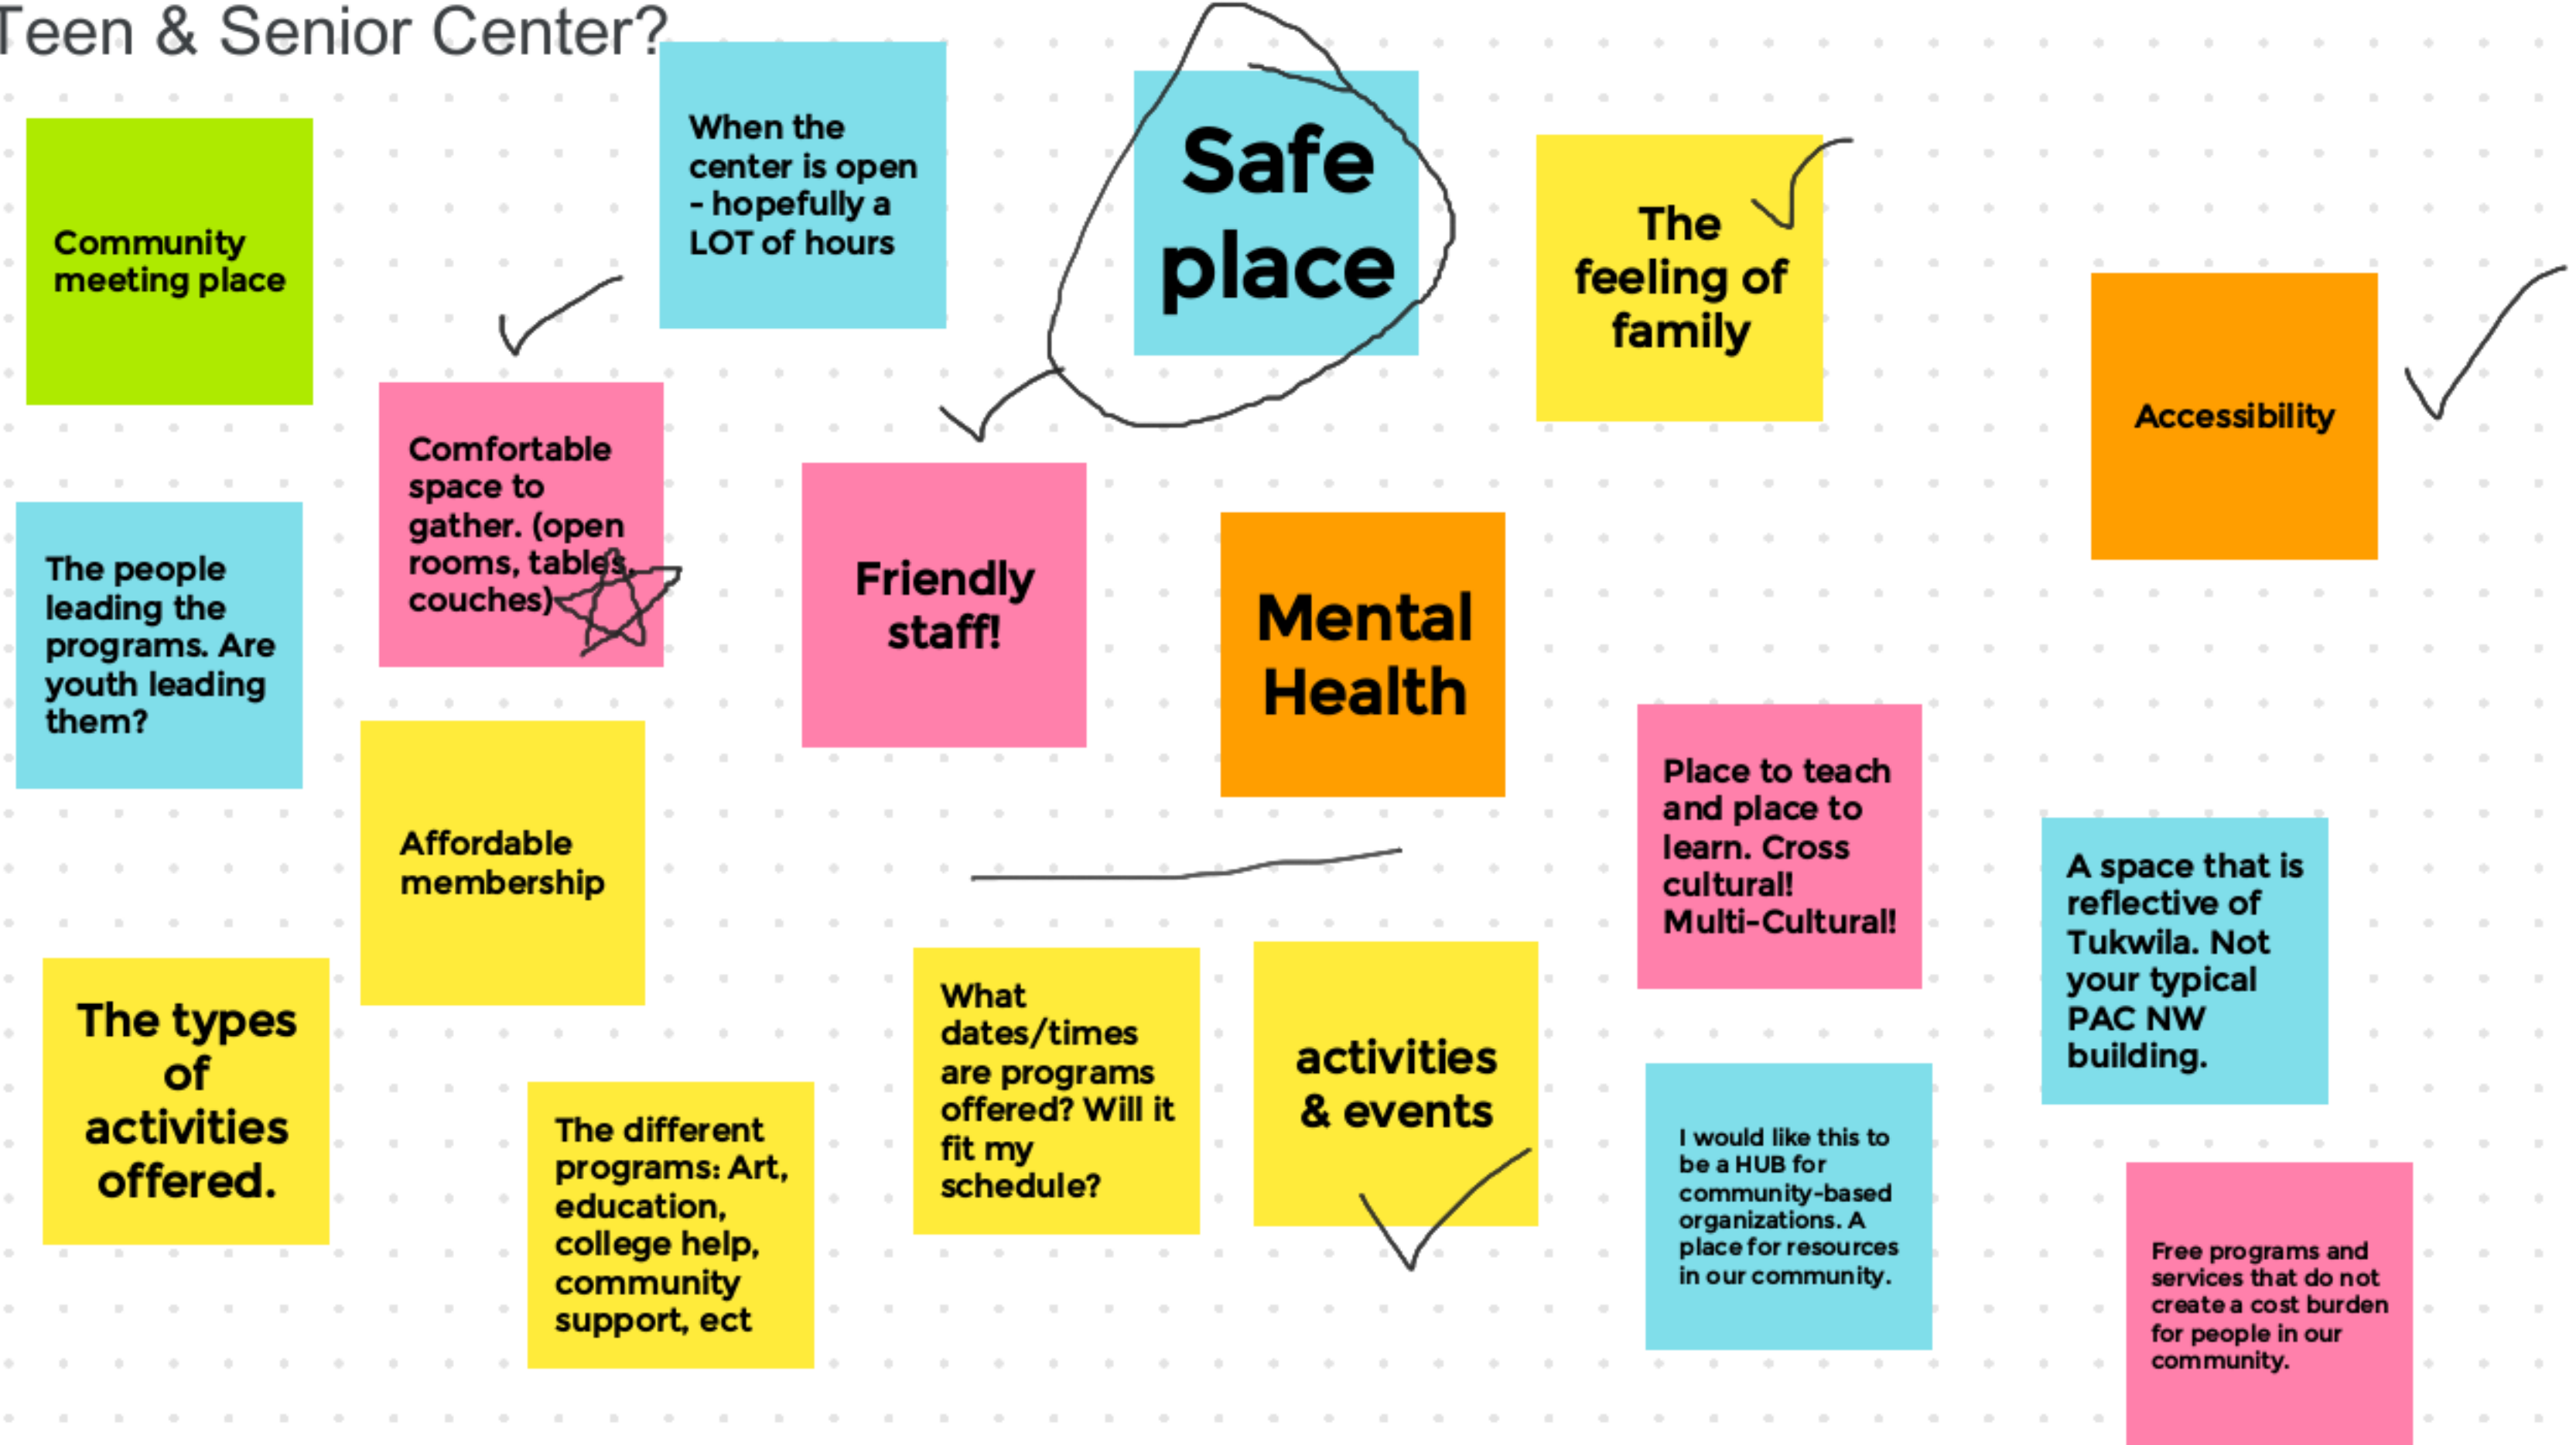 Teen & Senior Center?
Community
meeting place
When the
center is open
- hopefully a
LOT of hours
Safe
place
The
feeling of
family
Accessibility
The people
leading the
programs. Are
youth leading
them?
Comfortable
space to
gather. (open
rooms, tables,
couches)
Friendly
staff!
Mental
Health
Affordable
membership
Place to teach
and place to
learn. Cross
cultural!
Multi-Cultural!
A space that is
reflective of
Tukwila. Not
your typical
PAC NW
building.
The types
of
activities
offered.
The different
programs: Art,
education,
college help,
community
support, ect
What
dates/times
are programs
offered? Will it
fit my
schedule?
activities
& events
I would like this to
be a HUB for
community-based
organizations. A
place for resources
in our community.
Free programs and
services that do not
create a cost burden
for people in our
community.